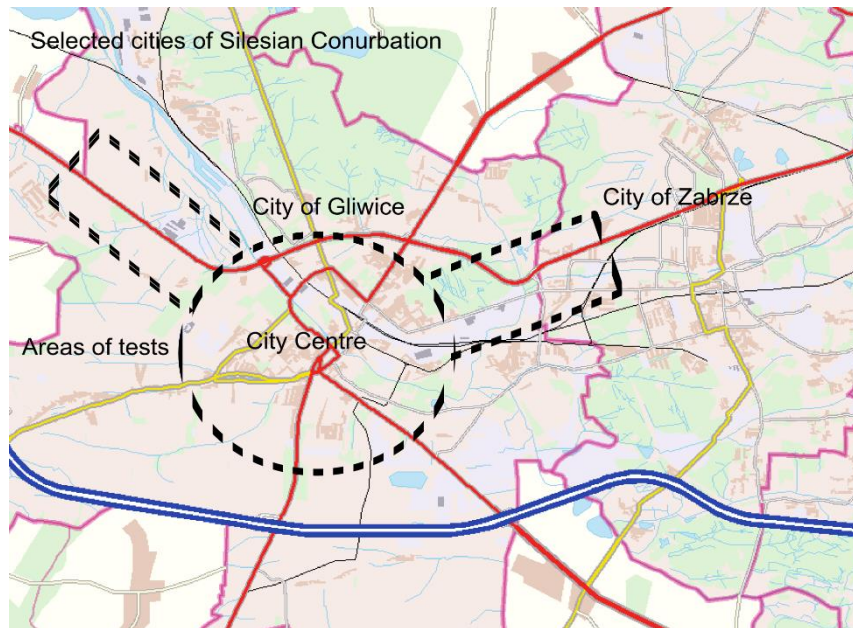 Selected cities of Silesian Conurbation
City of Zabrze
City of Gliwice
City Centre
Areas of tests